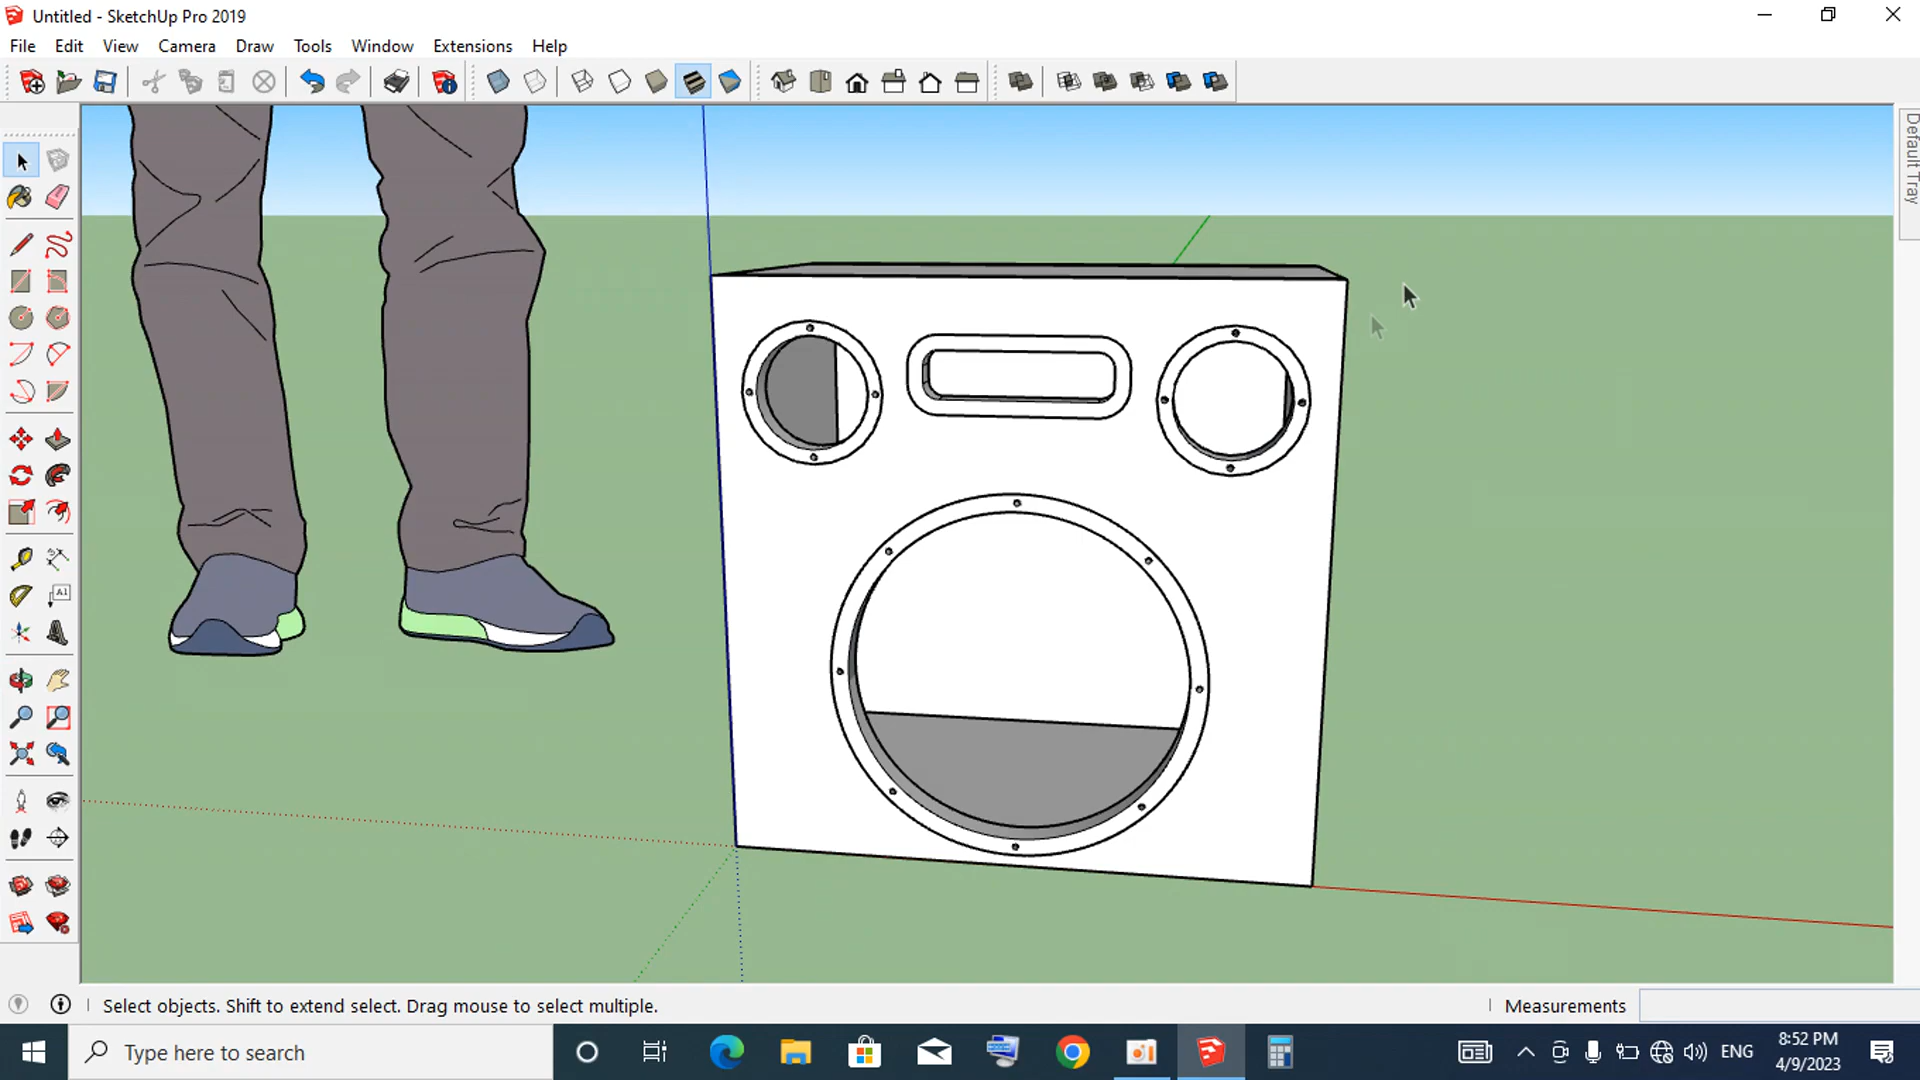 Untitled - SketchUp Pro 2019
File Edit View Camera Draw Tools Window Extensions Help
Default Tray
A1
Select objects. Shift to extend select. Drag mouse to select multiple.
Measurements
Type here to search
ENG
8:52 PM
4/9/2023